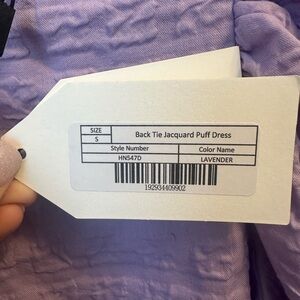 SIZE
S
Back Tie Jacquard Puff Dress
Style Number
Color Name
HN547D
LAVENDER
192934409902